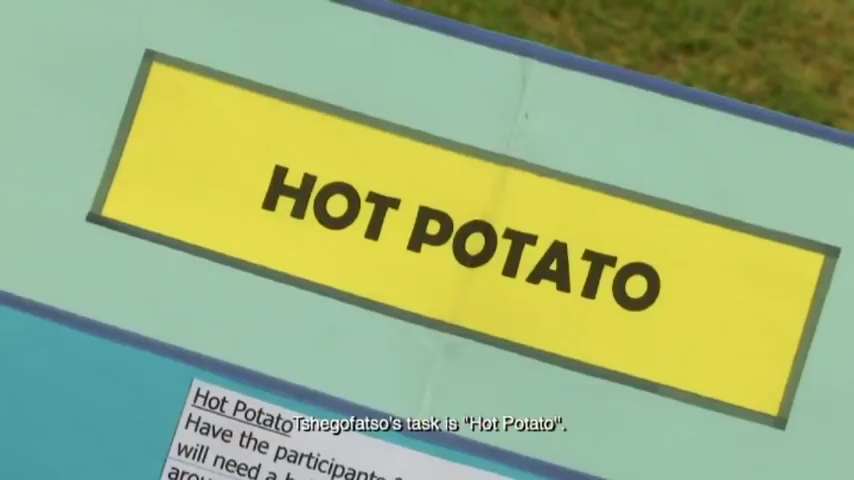 HOT POTATO
Hot Potato
Have the participants
will need a
Tshegofatso's task is "Hot Potato".